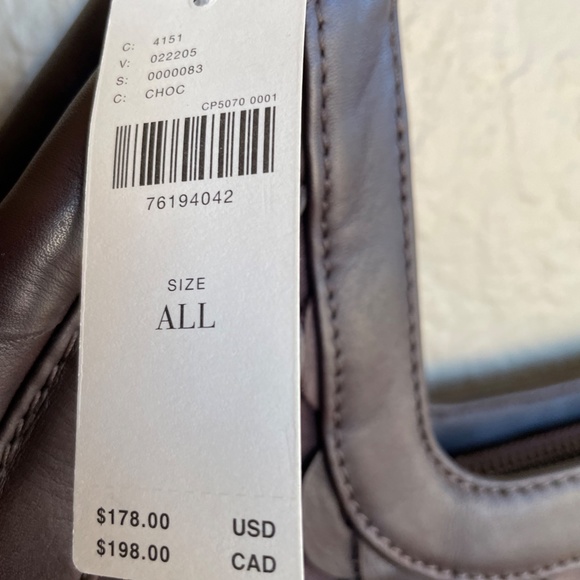 C: 4151
V: 022205
S: 0000083
C: CHOC
CP5070 0001
76194042
SIZE
ALL
$178.00 USD
$198.00 CAD